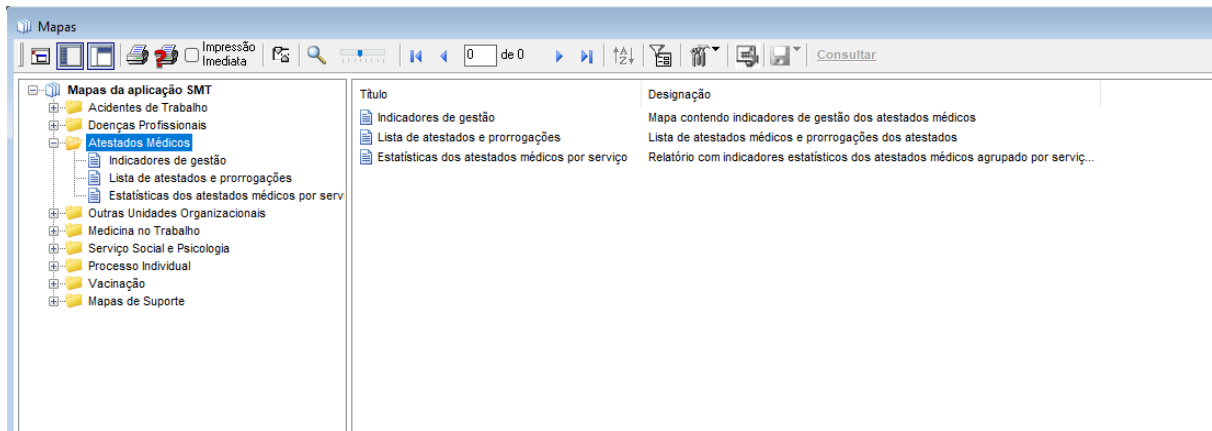 Mapas
Impressão
Imediata
0 de 0
A
Z
Consultar
Mapas da aplicação SMT
Acidentes de Trabalho
Doenças Profissionais
Atestados Médicos
Indicadores de gestão
Lista de atestados e prorrogações
Estatísticas dos atestados médicos por servi
Outras Unidades Organizacionais
Medicina no Trabalho
Serviço Social e Psicologia
Processo Individual
Vacinação
Mapas de Suporte
Título Designação
Indicadores de gestão Mapa contendo indicadores de gestão dos atestados médicos
Lista de atestados e prorrogações Lista de atestados médicos e prorrogações dos atestados
Estatísticas dos atestados médicos por serviço Relatório com indicadores estatísticos dos atestados médicos agrupado por serviç...